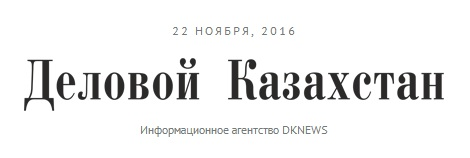 22 НОЯБРЯ, 2016
Деловой Казахстан
Информационное агентство DKNEWS